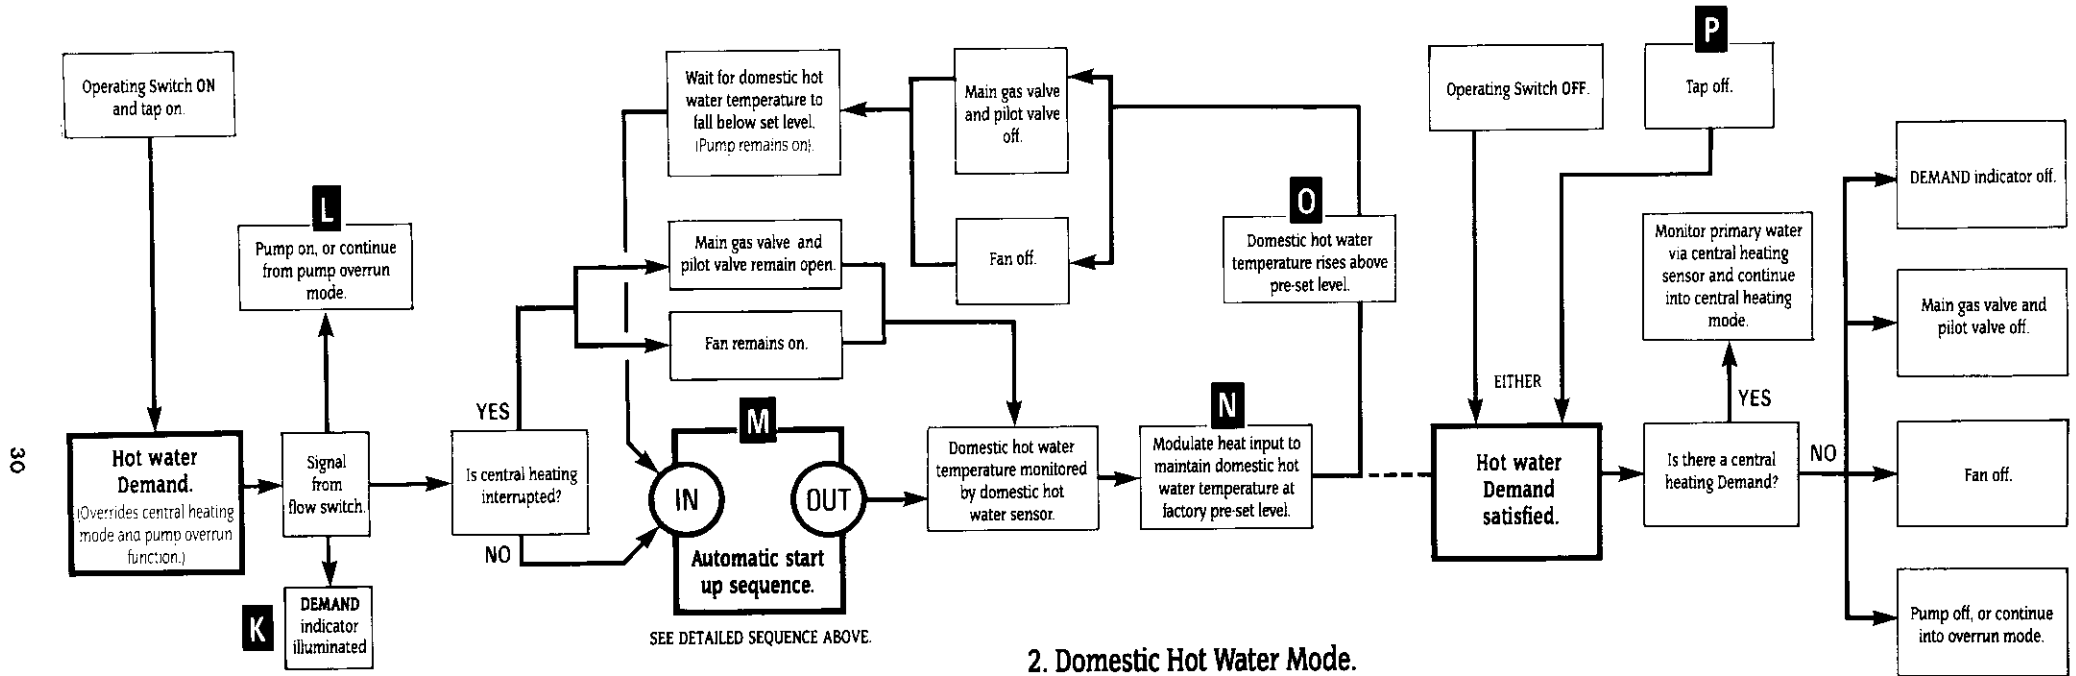 Operating Switch ON
and tap on.
Hot water
Demand.
(Overrides central heating
mode and pump overrun
function.)
L
Pump on, or continue
from pump overrun
mode.
Signal
from
flow switch.
K
DEMAND
indicator
illuminated
Is central heating
interrupted?
YES
NO
Wait for domestic hot
water temperature to
fall below set level.
(Pump remains on).
Main gas valve and
pilot valve remain open.
Fan remains on.
Main gas valve
and pilot valve
off.
Fan off.
M
IN
OUT
Automatic start
up sequence.
SEE DETAILED SEQUENCE ABOVE.
Domestic hot water
temperature monitored
by domestic hot
water sensor.
N
Modulate heat input to
maintain domestic hot
water temperature at
factory pre-set level.
O
Domestic hot water
temperature rises above
pre-set level.
Operating Switch OFF.
P
Tap off.
EITHER
Hot water
Demand
satisfied.
Is there a central
heating Demand?
YES
NO
Monitor primary water
via central heating
sensor and continue
into central heating
mode.
DEMAND indicator off.
Main gas valve and
pilot valve off.
Fan off.
Pump off, or continue
into overrun mode.
2. Domestic Hot Water Mode.
30